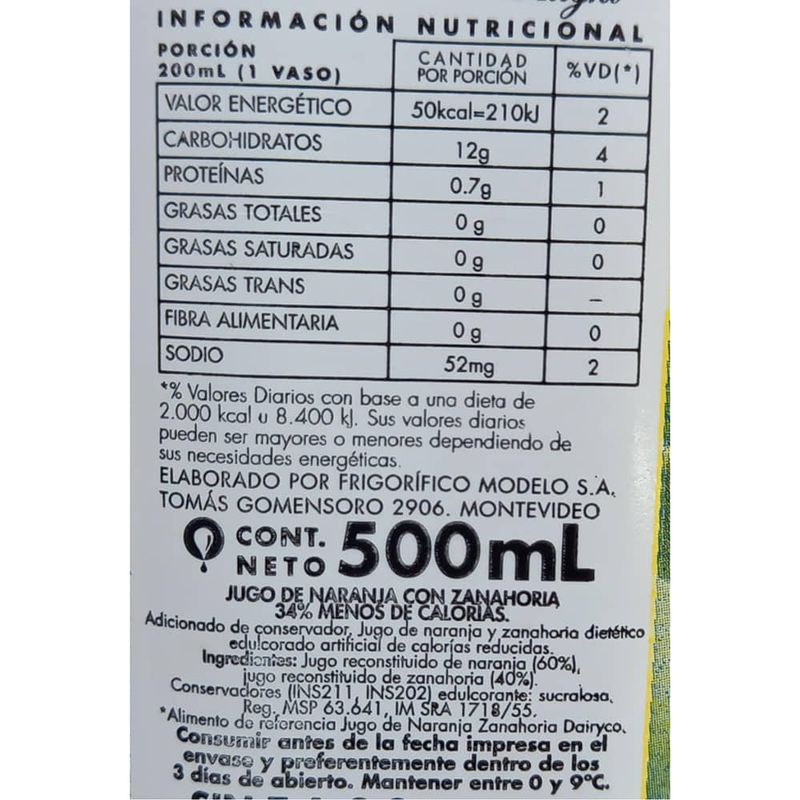 INFORMACIÓN NUTRICIONAL
PORCIÓN
200mL (1 VASO)
CANTIDAD
POR PORCIÓN
%VD(*)
VALOR ENERGÉTICO 50kcal=210kJ 2
CARBOHIDRATOS 12g 4
PROTEÍNAS 0.7g 1
GRASAS TOTALES 0 g 0
GRASAS SATURADAS 0 g 0
GRASAS TRANS 0 g –
FIBRA ALIMENTARIA 0 g 0
SODIO 52mg 2
*% Valores Diarios con base a una dieta de
2.000 kcal u 8.400 kJ. Sus valores diarios
pueden ser mayores o menores dependiendo de
sus necesidades energéticas.
ELABORADO POR FRIGORÍFICO MODELO S.A.
TOMÁS GOMENSORO 2906. MONTEVIDEO
CONT.
NETO 500mL
JUGO DE NARANJA CON ZANAHORIA
34% MENOS DE CALORÍAS.
Adicionado de conservador, Jugo de naranja y zanahoria dietético
edulcorado artificial de calorías reducidas.
Ingredientes: Jugo reconstituido de naranja (60%),
jugo reconstituido de zanahoria (40%).
Conservadores (INS211, INS202) edulcorante: sucralosa.
Reg. MSP 63.641, IM SRA 1718/55.
*Alimento de referencia Jugo de Naranja Zanahoria Dairyco.
Consumir antes de la fecha impresa en el
envase y preferentemente dentro de los
3 días de abierto. Mantener entre 0 y 9ºC.